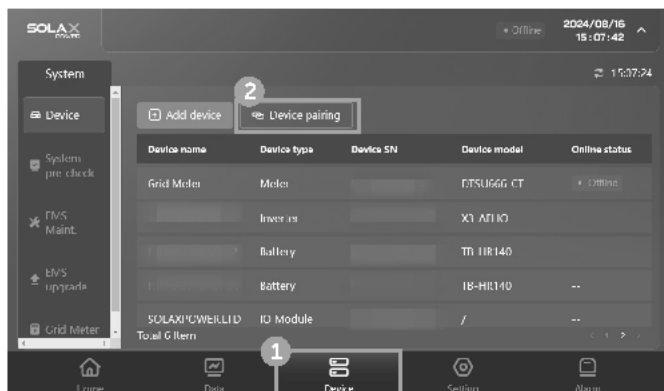 SOLAX
POWER
Offline
2024/08/16
15:07:42
System
15:07:24
2
Device
Add device
Device pairing
Device name Device type Device SN Device model Online status
System
pre-check
Grid Meter Meter DTSU666-CT Offline
EMS
Maint.
Inverter
Battery TB-HR140
EMS
upgrade
Battery TB-HR140 --
SOLAXPOWER.LTD IO Module / --
Grid Meter
Total 6 Item
1
Home Data Device Setting Alarm